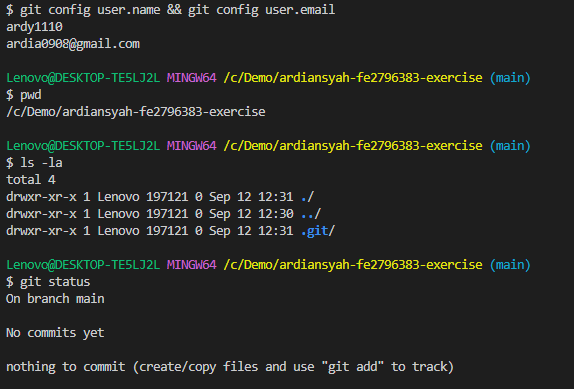 $ git config user.name && git config user.email
ardy1110
ardia0908@gmail.com
Lenovo@DESKTOP-TE5LJ2L MINGW64 /c/Demo/ardiansyah-fe2796383-exercise (main)
$ pwd
/c/Demo/ardiansyah-fe2796383-exercise
Lenovo@DESKTOP-TE5LJ2L MINGW64 /c/Demo/ardiansyah-fe2796383-exercise (main)
$ ls -la
total 4
drwxr-xr-x 1 Lenovo 197121 0 Sep 12 12:31 ./
drwxr-xr-x 1 Lenovo 197121 0 Sep 12 12:30 ../
drwxr-xr-x 1 Lenovo 197121 0 Sep 12 12:31 .git/
Lenovo@DESKTOP-TE5LJ2L MINGW64 /c/Demo/ardiansyah-fe2796383-exercise (main)
$ git status
On branch main
No commits yet
nothing to commit (create/copy files and use "git add" to track)